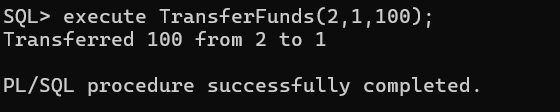 SQL> execute TransferFunds(2,1,100);
Transferred 100 from 2 to 1
PL/SQL procedure successfully completed.